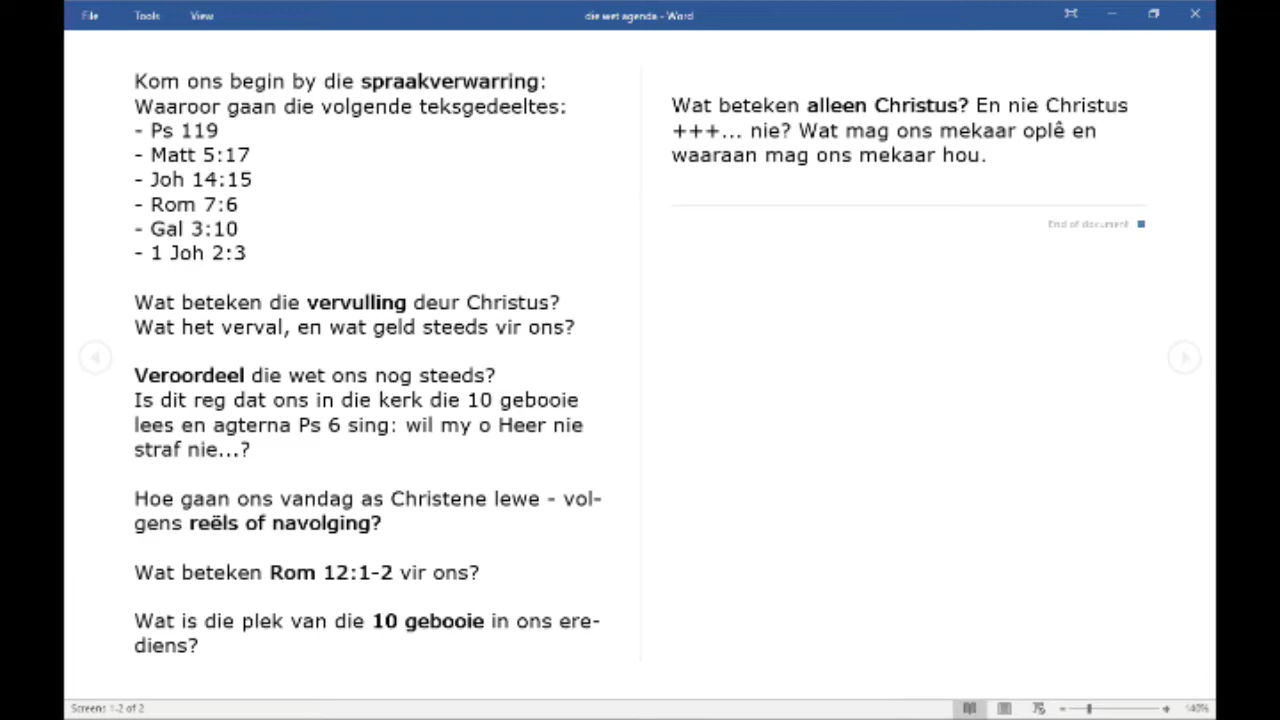 File Tools View die wet agenda - Word
Kom ons begin by die spraakverwarring:
Waaroor gaan die volgende teksgedeeltes:
- Ps 119
- Matt 5:17
- Joh 14:15
- Rom 7:6
- Gal 3:10
- 1 Joh 2:3
Wat beteken die vervulling deur Christus?
Wat het verval, en wat geld steeds vir ons?
Veroordeel die wet ons nog steeds?
Is dit reg dat ons in die kerk die 10 gebooie
lees en agterna Ps 6 sing: wil my o Heer nie
straf nie...?
Hoe gaan ons vandag as Christene lewe - vol-
gens reëls of navolging?
Wat beteken Rom 12:1-2 vir ons?
Wat is die plek van die 10 gebooie in ons ere-
diens?
Wat beteken alleen Christus? En nie Christus
+++... nie? Wat mag ons mekaar oplê en
waaraan mag ons mekaar hou.
End of document
Screens 1-2 of 2
140%